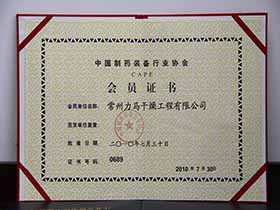 中国制药装备行业协会
CAPE
会员证书
会员单位名称: 常州力马干燥工程有限公司
批准日期: 二〇一〇年七月三十日
证书号码: 0689
2010年7月30日